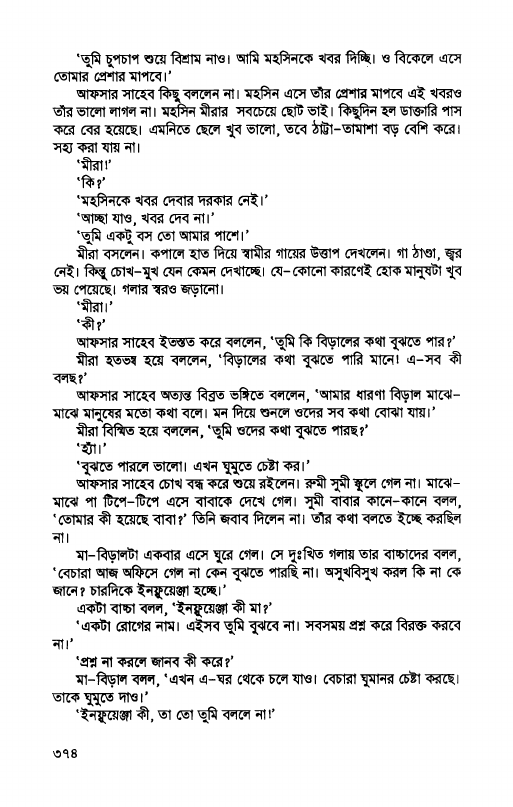 ‘তুমি চুপচাপ শুয়ে বিশ্রাম নাও। আমি মহসিনকে খবর দিচ্ছি। ও বিকেলে এসে
তোমার প্রেশার মাপবে।’
আফসার সাহেব কিছু বললেন না। মহসিন এসে তাঁর প্রেশার মাপবে এই খবরও
তাঁর ভালো লাগল না। মহসিন মীরার সবচেয়ে ছোট ভাই। কিছুদিন হল ডাক্তারি পাস
করে বের হয়েছে। এমনিতে ছেলে খুব ভালো, তবে ঠাট্টা-তামাশা বড় বেশি করে।
সহ্য করা যায় না।
‘মীরা!’
‘কি?’
‘মহসিনকে খবর দেবার দরকার নেই।’
‘আচ্ছা যাও, খবর দেব না।’
‘তুমি একটু বস তো আমার পাশে।’
মীরা বসলেন। কপালে হাত দিয়ে স্বামীর গায়ের উত্তাপ দেখলেন। গা ঠাণ্ডা, জ্বর
নেই। কিন্তু চোখ-মুখ যেন কেমন দেখাচ্ছে। যে-কোনো কারণেই হোক মানুষটা খুব
ভয় পেয়েছে। গলার স্বরও জড়ানো।
‘মীরা।’
‘কী?’
আফসার সাহেব ইতস্তত করে বললেন, ‘তুমি কি বিড়ালের কথা বুঝতে পার?’
মীরা হতভম্ব হয়ে বললেন, ‘বিড়ালের কথা বুঝতে পারি মানে! এ-সব কী
বলছ?’
আফসার সাহেব অত্যন্ত বিব্রত ভঙ্গিতে বললেন, ‘আমার ধারণা বিড়াল মাঝে-
মাঝে মানুষের মতো কথা বলে। মন দিয়ে শুনলে ওদের সব কথা বোঝা যায়।’
মীরা বিস্মিত হয়ে বললেন, ‘তুমি ওদের কথা বুঝতে পারছ?’
‘হ্যাঁ।’
‘বুঝতে পারলে ভালো। এখন ঘুমুতে চেষ্টা কর।’
আফসার সাহেব চোখ বন্ধ করে শুয়ে রইলেন। রুমী সুমী স্কুলে গেল না। মাঝে-
মাঝে পা টিপে-টিপে এসে বাবাকে দেখে গেল। সুমী বাবার কানে-কানে বলল,
‘তোমার কী হয়েছে বাবা?’ তিনি জবাব দিলেন না। তাঁর কথা বলতে ইচ্ছে করছিল
না।
মা-বিড়ালটা একবার এসে ঘুরে গেল। সে দুঃখিত গলায় তার বাচ্চাদের বলল,
‘বেচারা আজ অফিসে গেল না কেন বুঝতে পারছি না। অসুখবিসুখ করল কি না কে
জানে? চারদিকে ইনফ্লুয়েঞ্জা হচ্ছে।’
একটা বাচ্চা বলল, ‘ইনফ্লুয়েঞ্জা কী মা?’
‘একটা রোগের নাম। এইসব তুমি বুঝবে না। সবসময় প্রশ্ন করে বিরক্ত করবে
না।’
‘প্রশ্ন না করলে জানব কী করে?’
মা-বিড়াল বলল, ‘এখন এ-ঘর থেকে চলে যাও। বেচারা ঘুমানর চেষ্টা করছে।
তাকে ঘুমুতে দাও।’
‘ইনফ্লুয়েঞ্জা কী, তা তো তুমি বললে না!’
৩৭৪